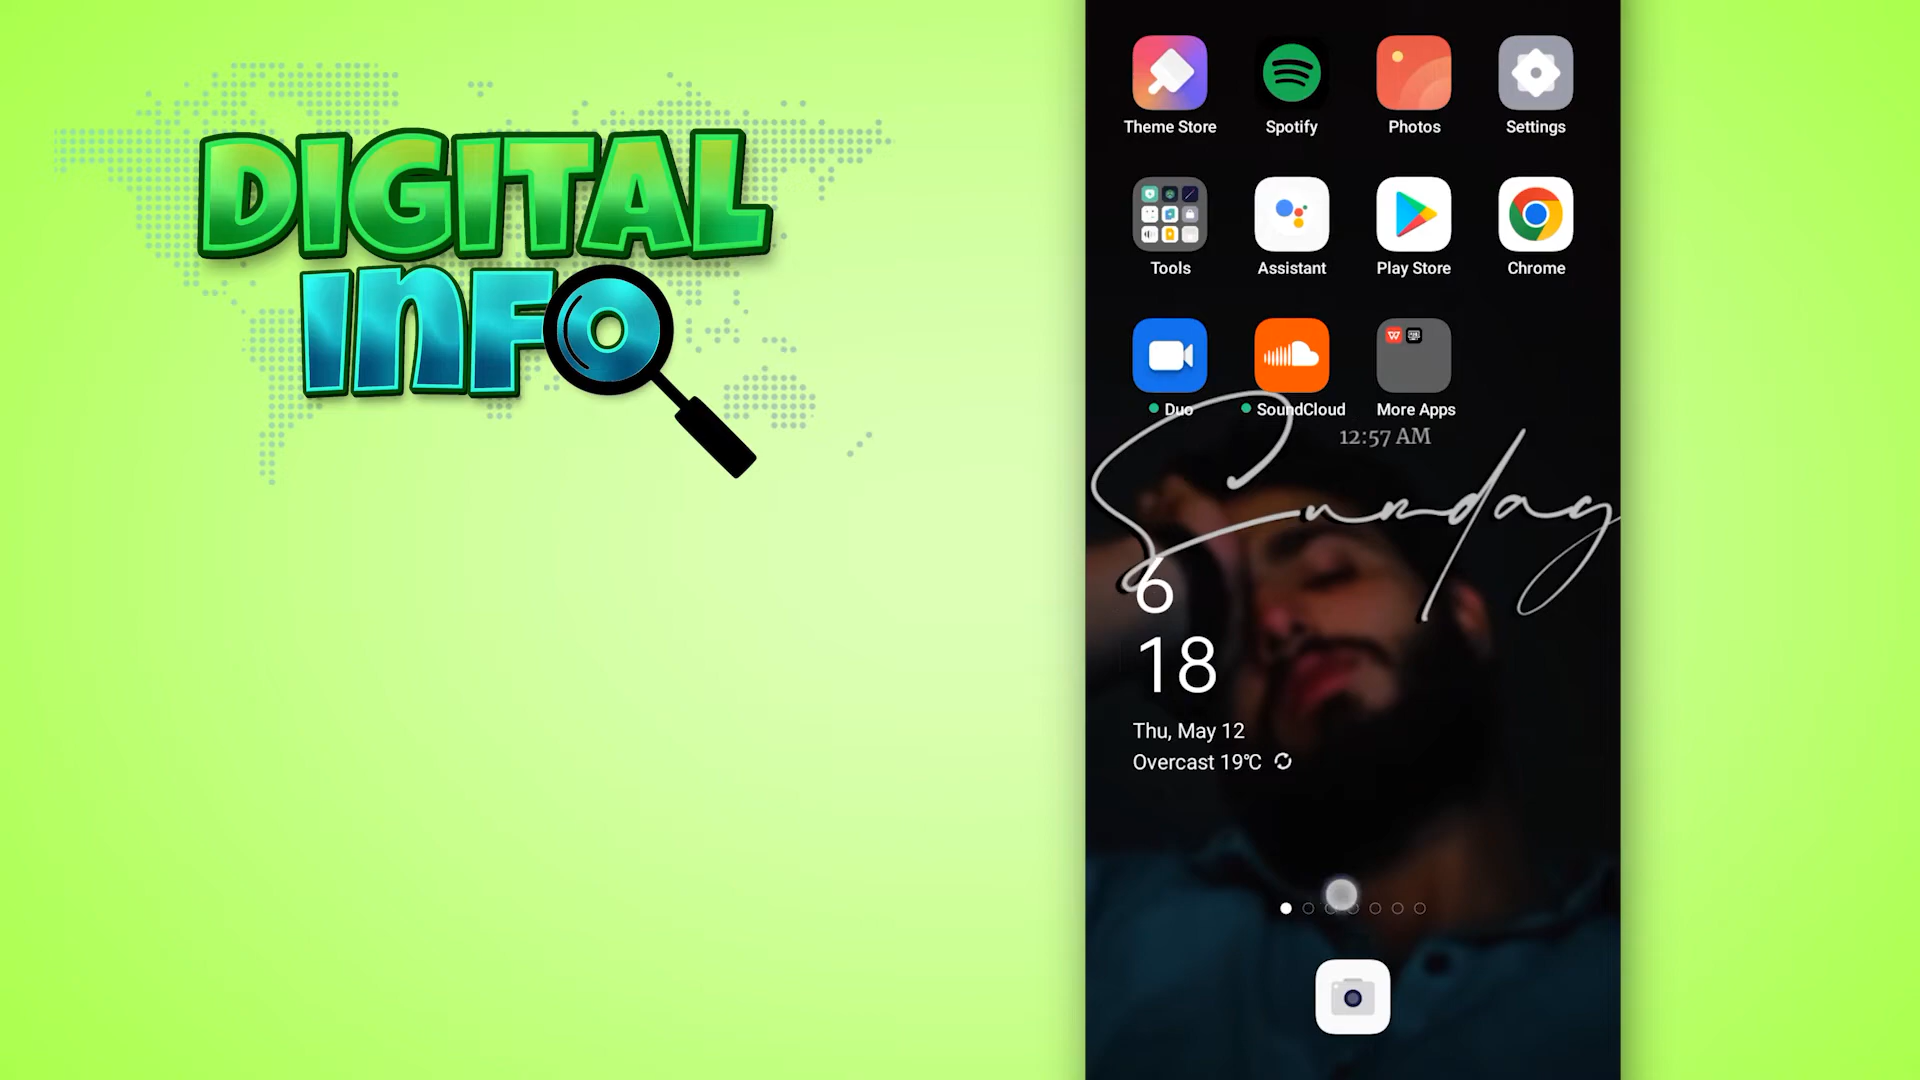 DIGITAL
INFO
Theme Store
Spotify
Photos
Settings
Tools
Assistant
Play Store
Chrome
Duo
SoundCloud
More Apps
12:57 AM
Sunday
6
18
Thu, May 12
Overcast 19℃